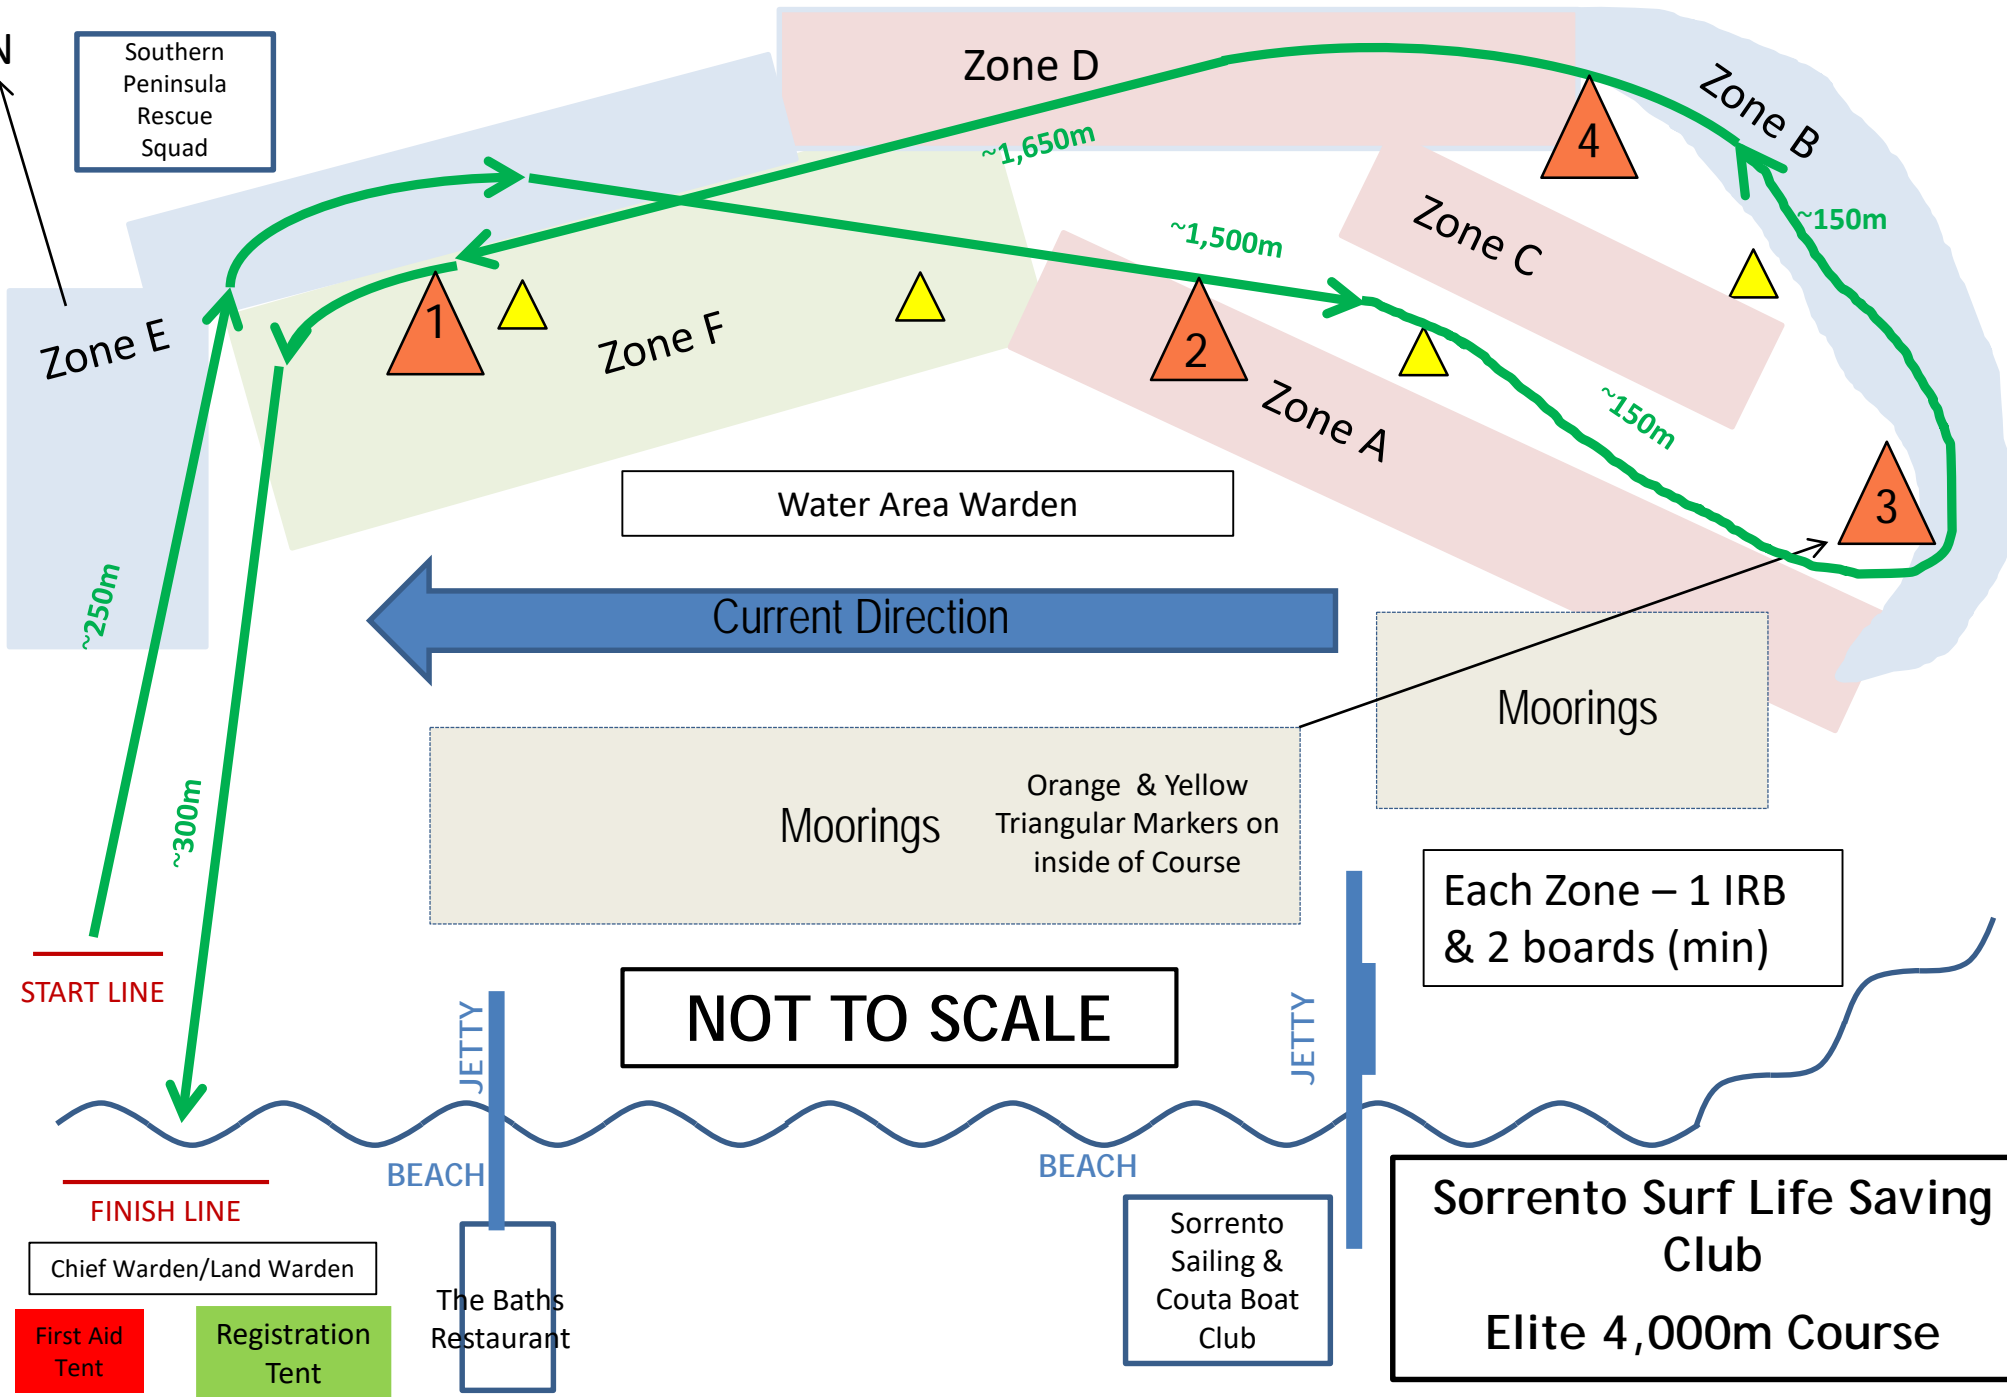 N
Southern
Peninsula
Rescue
Squad
Zone D
Zone B
4
~1,650m
~150m
Zone C
~1,500m
Zone E
1
Zone F
2
Zone A
~150m
3
Water Area Warden
~250m
Current Direction
Moorings
~300m
Moorings
Orange & Yellow
Triangular Markers on
inside of Course
Each Zone – 1 IRB
& 2 boards (min)
START LINE
JETTY
NOT TO SCALE
JETTY
BEACH
BEACH
FINISH LINE
Chief Warden/Land Warden
First Aid
Tent
Registration
Tent
The Baths
Restaurant
Sorrento
Sailing &
Couta Boat
Club
Sorrento Surf Life Saving
Club
Elite 4,000m Course